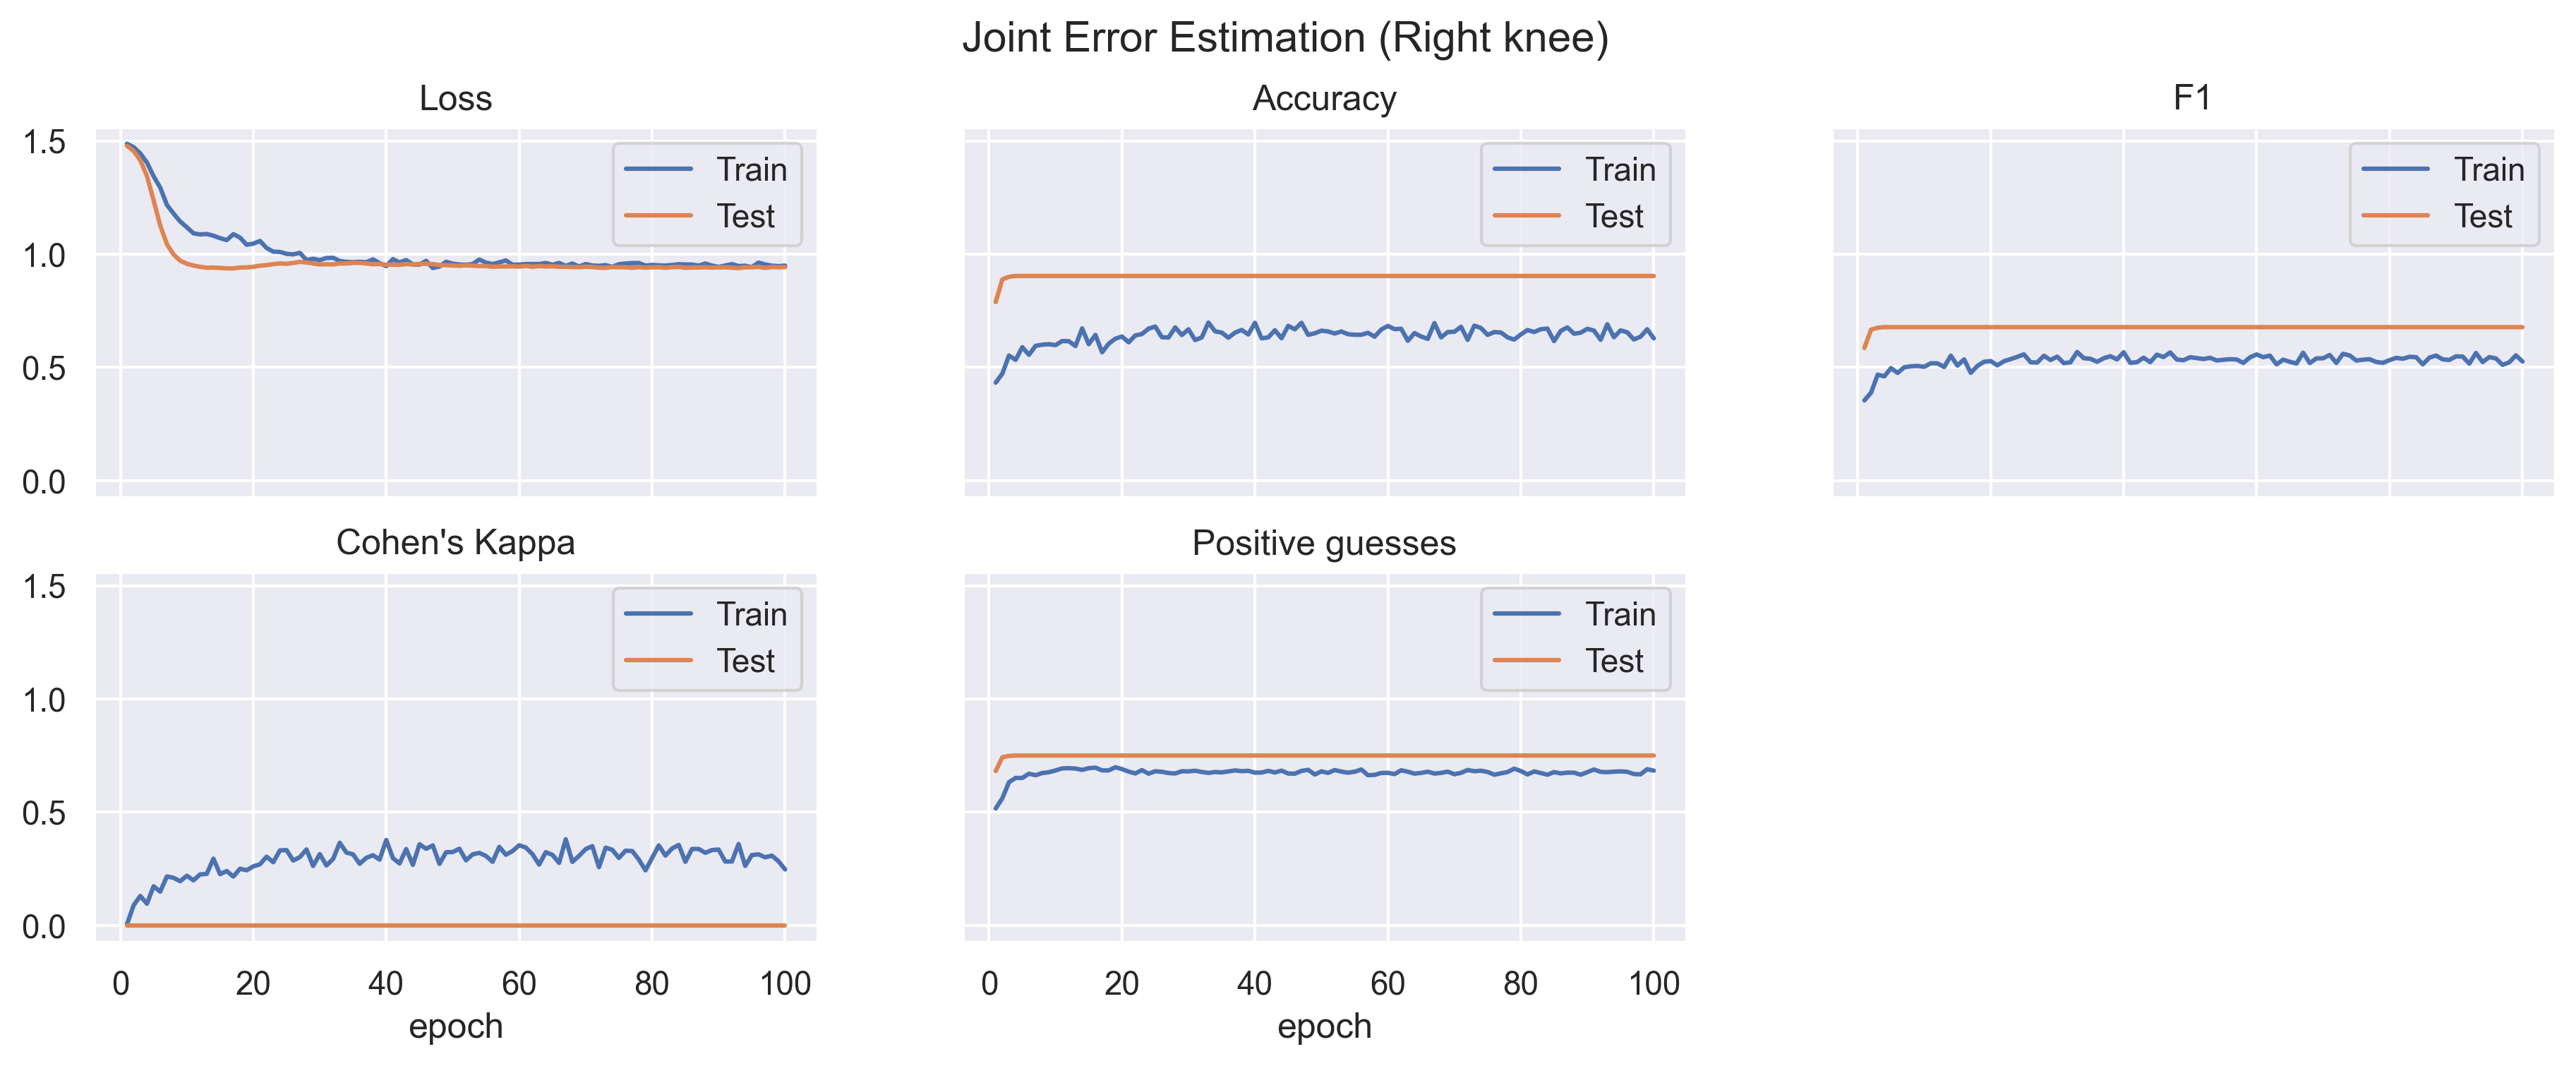 Joint Error Estimation (Right knee)
Loss
Accuracy
F1
1.5
1.0
0.5
0.0
Train
Test
Train
Test
Train
Test
Cohen's Kappa
Positive guesses
1.5
1.0
0.5
0.0
Train
Test
Train
Test
0 20 40 60 80 100
0 20 40 60 80 100
epoch
epoch